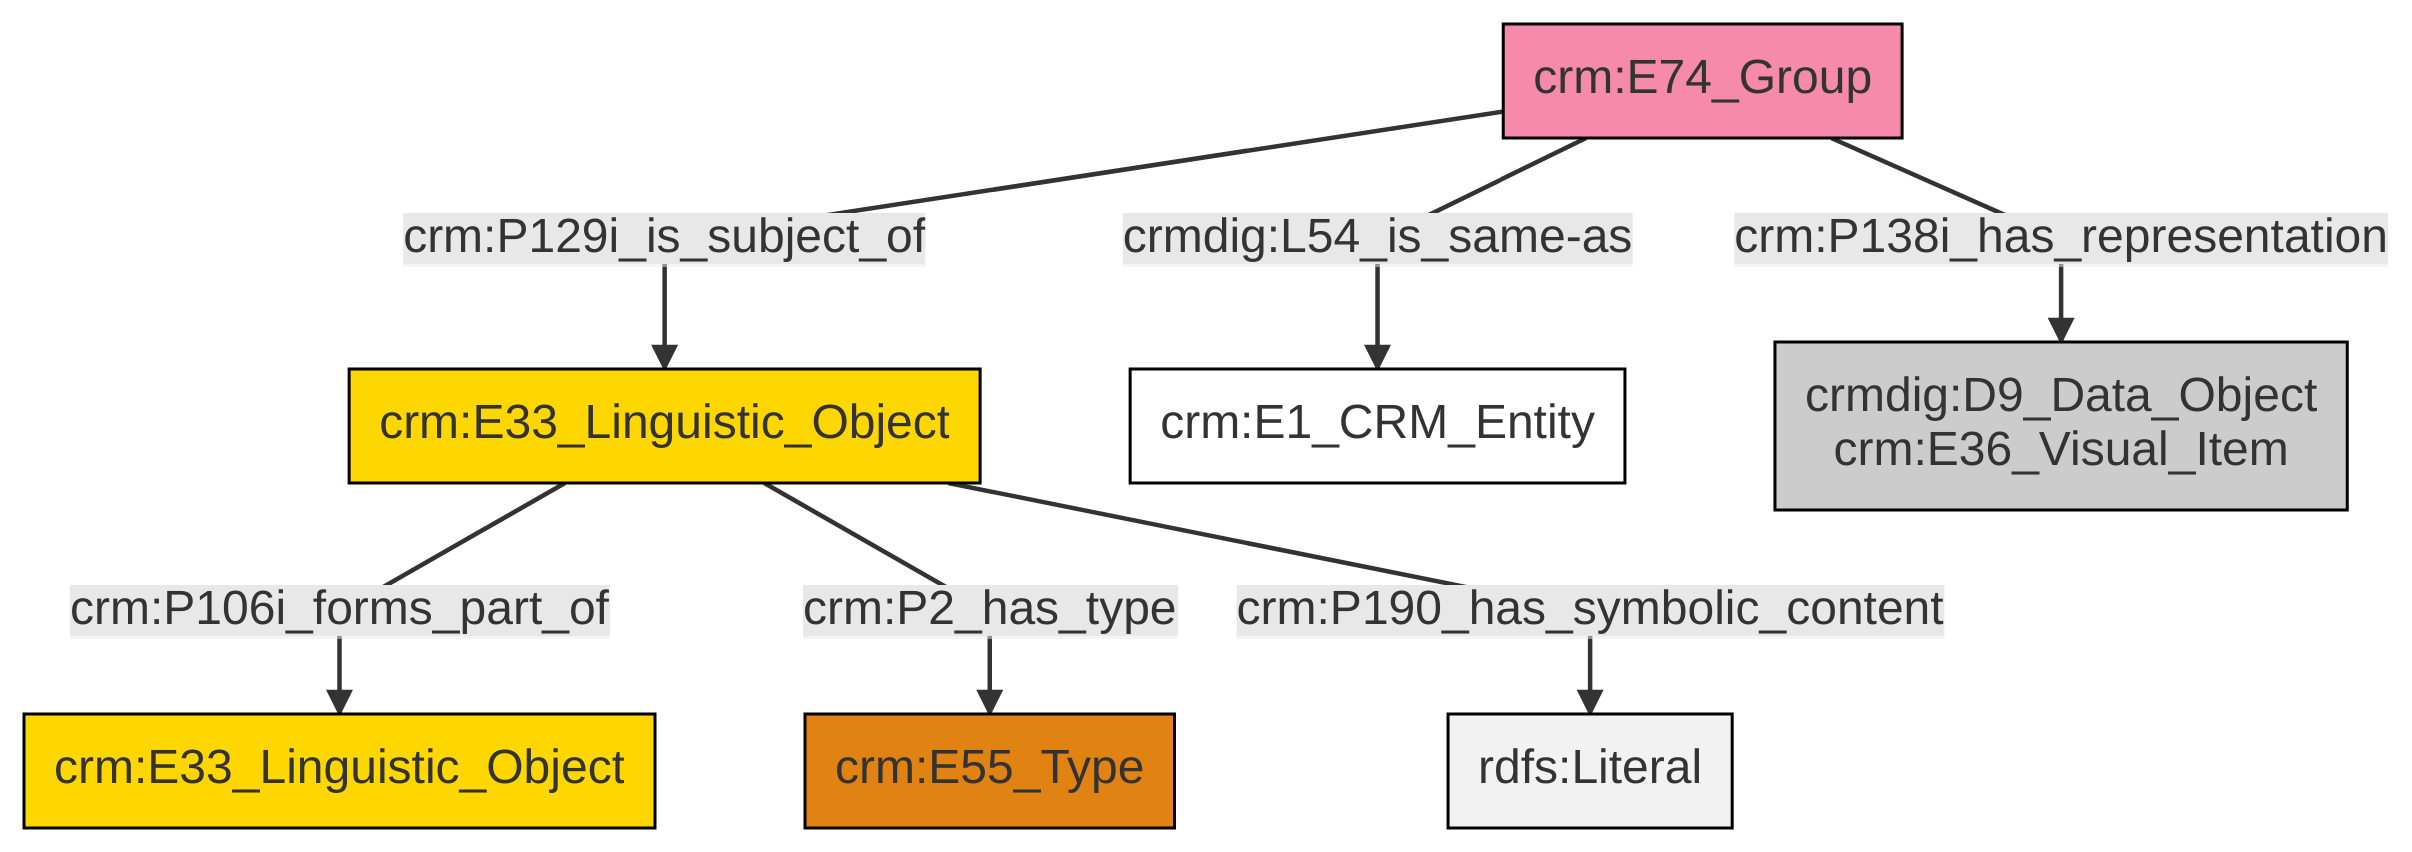 crm:E74_Group
crm:P129i_is_subject_of
crmdig:L54_is_same-as
crm:P138i_has_representation
crm:E33_Linguistic_Object
crm:E1_CRM_Entity
crmdig:D9_Data_Object
crm:E36_Visual_Item
crm:P106i_forms_part_of
crm:P2_has_type
crm:P190_has_symbolic_content
crm:E33_Linguistic_Object
crm:E55_Type
rdfs:Literal